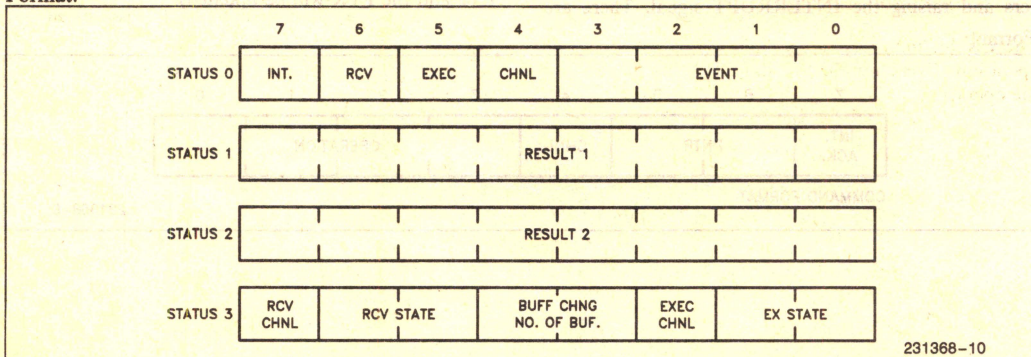 Format:
7 6 5 4 3 2 1 0
STATUS 0 INT. RCV EXEC CHNL EVENT
STATUS 1 RESULT 1
STATUS 2 RESULT 2
STATUS 3 RCV CHNL RCV STATE BUFF CHNG NO. OF BUF. EXEC CHNL EX STATE
231368-10